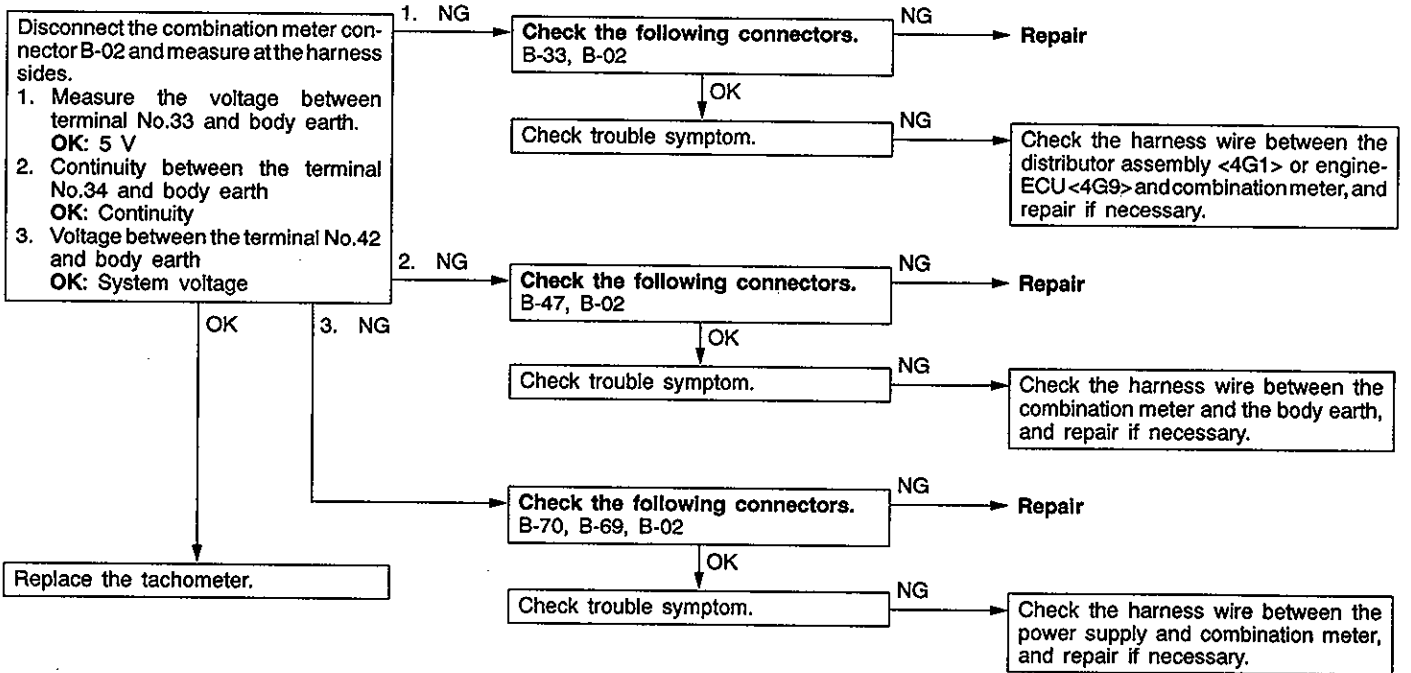 Disconnect the combination meter con-
nector B-02 and measure at the harness
sides.
1. Measure the voltage between
terminal No.33 and body earth.
OK: 5 V
2. Continuity between the terminal
No.34 and body earth
OK: Continuity
3. Voltage between the terminal No.42
and body earth
OK: System voltage
1. NG
Check the following connectors.
B-33, B-02
NG
Repair
OK
Check trouble symptom.
NG
Check the harness wire between the
distributor assembly <4G1> or engine-
ECU<4G9> and combination meter, and
repair if necessary.
2. NG
Check the following connectors.
B-47, B-02
NG
Repair
OK
Check trouble symptom.
NG
Check the harness wire between the
combination meter and the body earth,
and repair if necessary.
OK
3. NG
Check the following connectors.
B-70, B-69, B-02
NG
Repair
OK
Check trouble symptom.
NG
Check the harness wire between the
power supply and combination meter,
and repair if necessary.
Replace the tachometer.